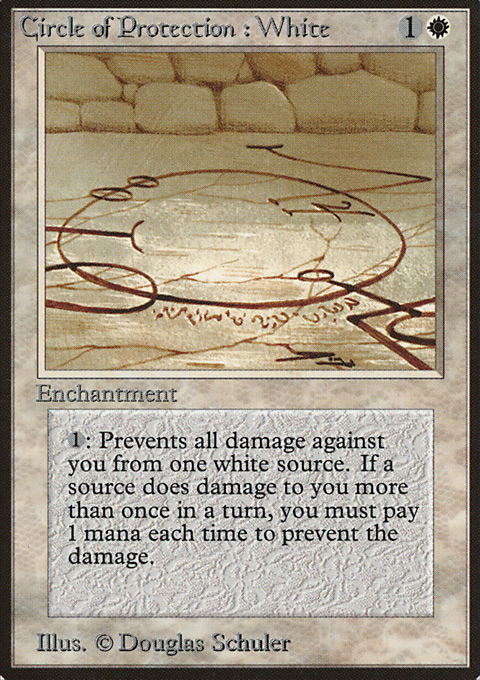 Circle of Protection : White 1
Enchantment
1: Prevents all damage against
you from one white source. If a
source does damage to you more
than once in a turn, you must pay
1 mana each time to prevent the
damage.
Illus. © Douglas Schuler